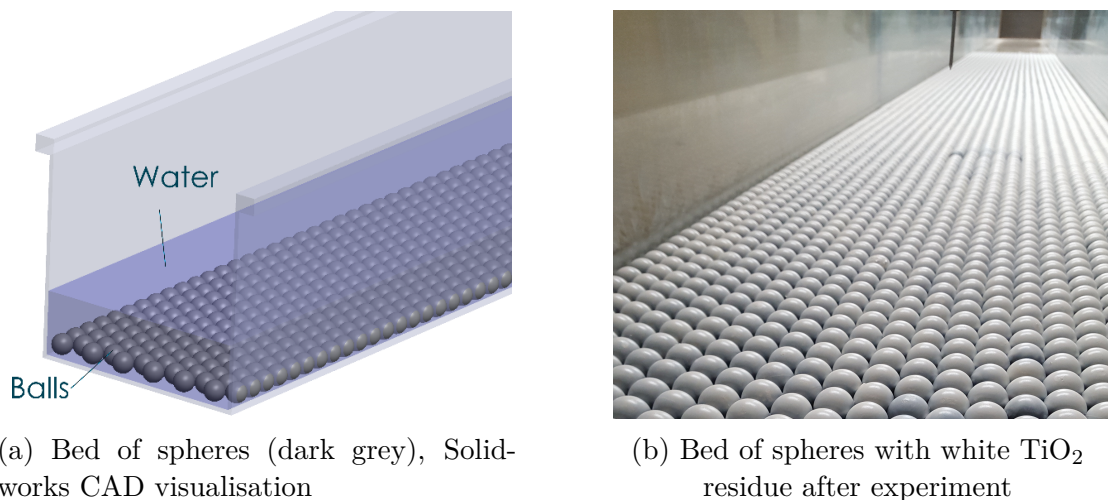 Water
Balls
(a) Bed of spheres (dark grey), Solid-
works CAD visualisation
(b) Bed of spheres with white TiO₂
residue after experiment